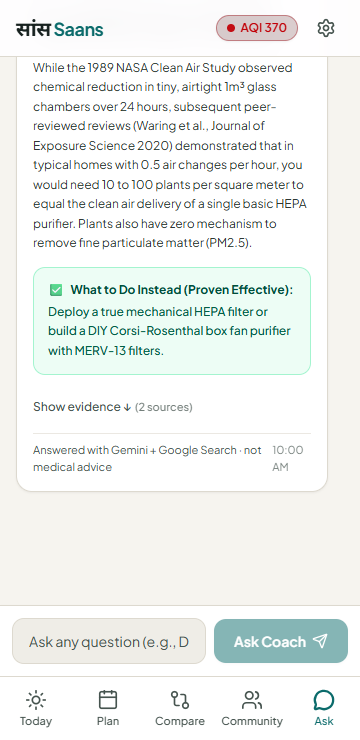 सांस Saans
AQI 370
While the 1989 NASA Clean Air Study observed
chemical reduction in tiny, airtight 1m³ glass
chambers over 24 hours, subsequent peer-
reviewed reviews (Waring et al., Journal of
Exposure Science 2020) demonstrated that in
typical homes with 0.5 air changes per hour, you
would need 10 to 100 plants per square meter to
equal the clean air delivery of a single basic HEPA
purifier. Plants also have zero mechanism to
remove fine particulate matter (PM2.5).
✅ What to Do Instead (Proven Effective):
Deploy a true mechanical HEPA filter or
build a DIY Corsi-Rosenthal box fan purifier
with MERV-13 filters.
Show evidence ↓ (2 sources)
Answered with Gemini + Google Search · not
medical advice
10:00
AM
Ask any question (e.g., D
Ask Coach
Today
Plan
Compare
Community
Ask